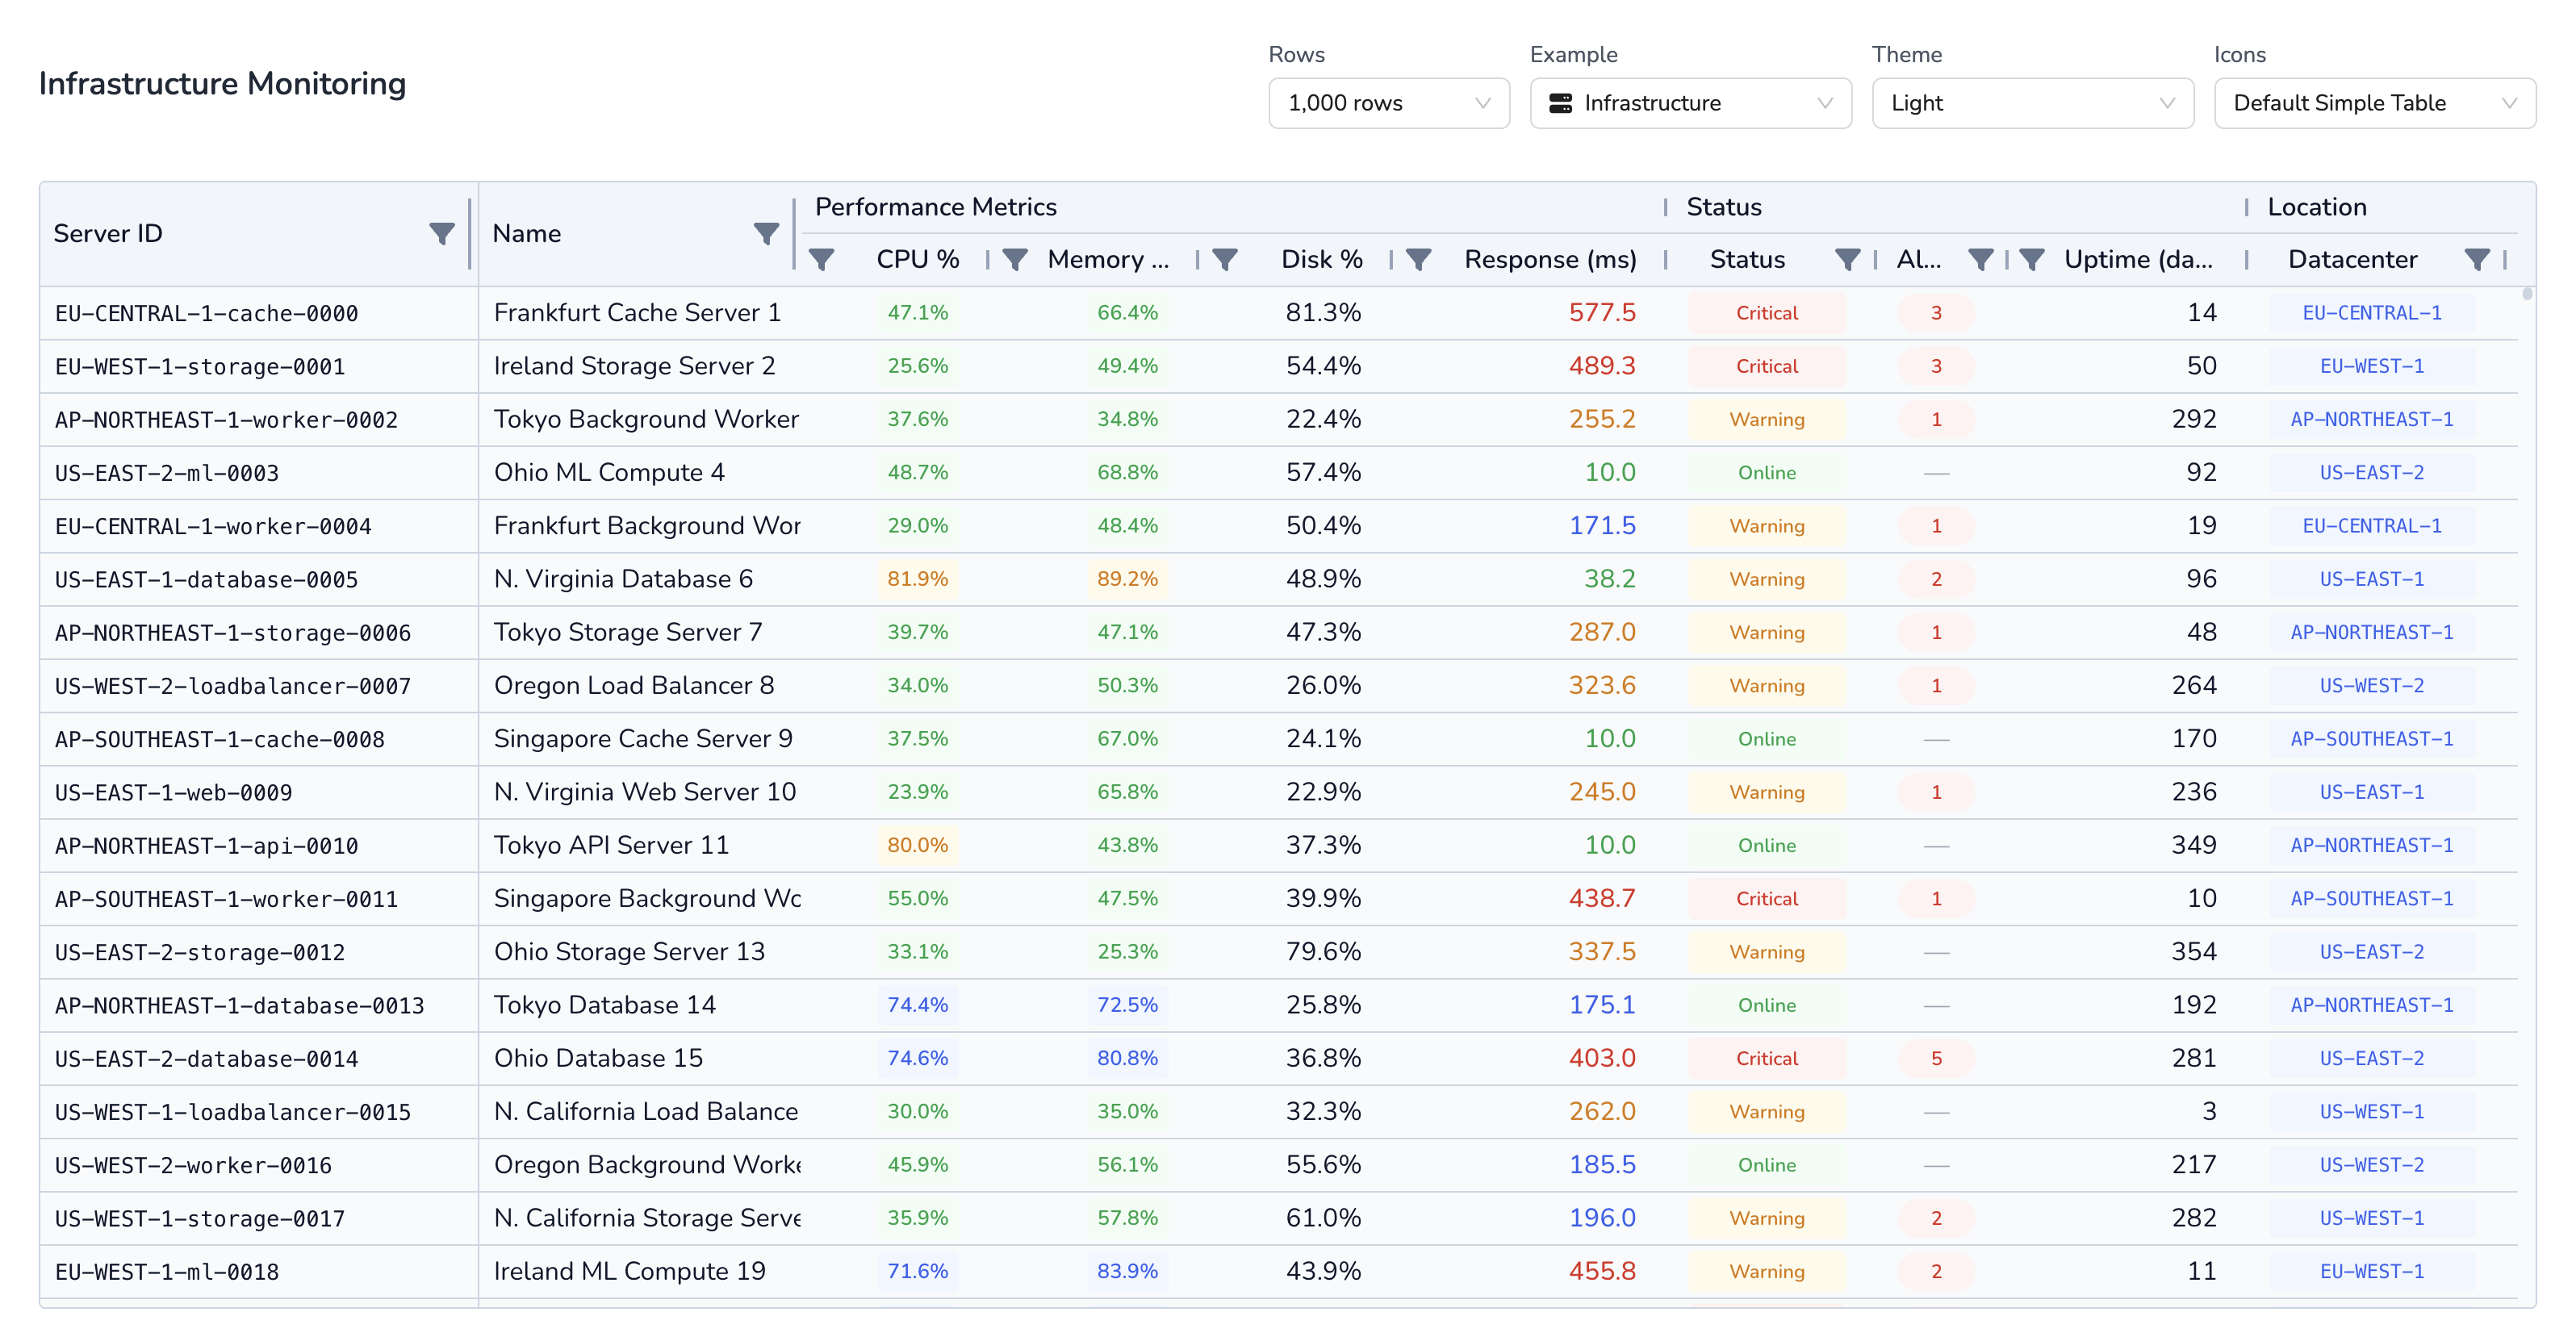 Infrastructure Monitoring
Rows Example Theme Icons
1,000 rows Infrastructure Light Default Simple Table
Server ID Name Performance Metrics Status Location
CPU % Memory ... Disk % Response (ms) Status Al... Uptime (da... Datacenter
EU-CENTRAL-1-cache-0000 Frankfurt Cache Server 1 47.1% 66.4% 81.3% 577.5 Critical 3 14 EU-CENTRAL-1
EU-WEST-1-storage-0001 Ireland Storage Server 2 25.6% 49.4% 54.4% 489.3 Critical 3 50 EU-WEST-1
AP-NORTHEAST-1-worker-0002 Tokyo Background Worker 37.6% 34.8% 22.4% 255.2 Warning 1 292 AP-NORTHEAST-1
US-EAST-2-ml-0003 Ohio ML Compute 4 48.7% 68.8% 57.4% 10.0 Online — 92 US-EAST-2
EU-CENTRAL-1-worker-0004 Frankfurt Background Wor 29.0% 48.4% 50.4% 171.5 Warning 1 19 EU-CENTRAL-1
US-EAST-1-database-0005 N. Virginia Database 6 81.9% 89.2% 48.9% 38.2 Warning 2 96 US-EAST-1
AP-NORTHEAST-1-storage-0006 Tokyo Storage Server 7 39.7% 47.1% 47.3% 287.0 Warning 1 48 AP-NORTHEAST-1
US-WEST-2-loadbalancer-0007 Oregon Load Balancer 8 34.0% 50.3% 26.0% 323.6 Warning 1 264 US-WEST-2
AP-SOUTHEAST-1-cache-0008 Singapore Cache Server 9 37.5% 67.0% 24.1% 10.0 Online — 170 AP-SOUTHEAST-1
US-EAST-1-web-0009 N. Virginia Web Server 10 23.9% 65.8% 22.9% 245.0 Warning 1 236 US-EAST-1
AP-NORTHEAST-1-api-0010 Tokyo API Server 11 80.0% 43.8% 37.3% 10.0 Online — 349 AP-NORTHEAST-1
AP-SOUTHEAST-1-worker-0011 Singapore Background Wo 55.0% 47.5% 39.9% 438.7 Critical 1 10 AP-SOUTHEAST-1
US-EAST-2-storage-0012 Ohio Storage Server 13 33.1% 25.3% 79.6% 337.5 Warning — 354 US-EAST-2
AP-NORTHEAST-1-database-0013 Tokyo Database 14 74.4% 72.5% 25.8% 175.1 Online — 192 AP-NORTHEAST-1
US-EAST-2-database-0014 Ohio Database 15 74.6% 80.8% 36.8% 403.0 Critical 5 281 US-EAST-2
US-WEST-1-loadbalancer-0015 N. California Load Balance 30.0% 35.0% 32.3% 262.0 Warning — 3 US-WEST-1
US-WEST-2-worker-0016 Oregon Background Worke 45.9% 56.1% 55.6% 185.5 Online — 217 US-WEST-2
US-WEST-1-storage-0017 N. California Storage Serve 35.9% 57.8% 61.0% 196.0 Warning 2 282 US-WEST-1
EU-WEST-1-ml-0018 Ireland ML Compute 19 71.6% 83.9% 43.9% 455.8 Warning 2 11 EU-WEST-1